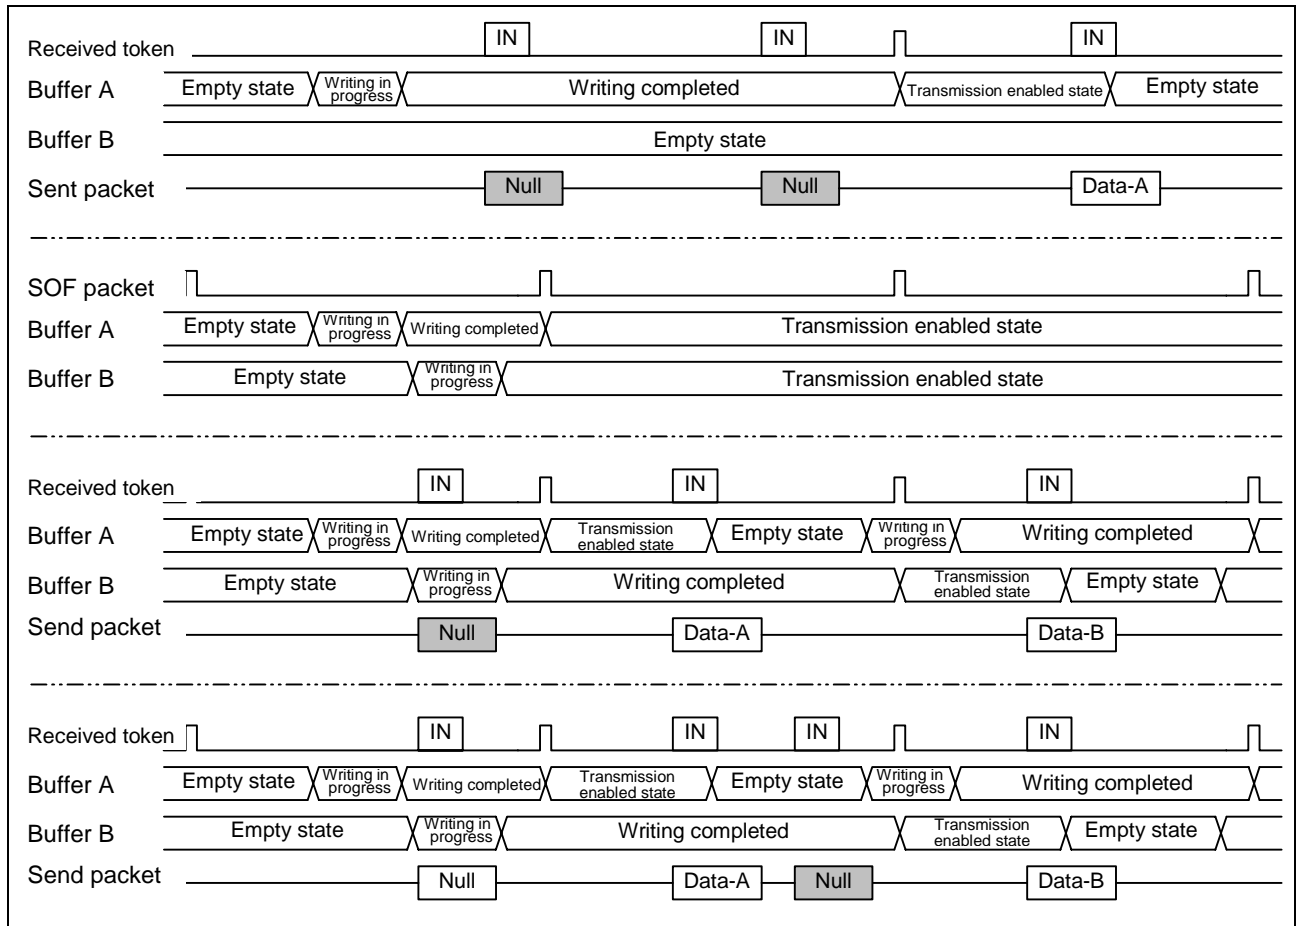 Received token IN IN IN
Buffer A Empty state Writing in progress Writing completed Transmission enabled state Empty state
Buffer B Empty state
Sent packet Null Null Data-A
SOF packet
Buffer A Empty state Writing in progress Writing completed Transmission enabled state
Buffer B Empty state Writing in progress Transmission enabled state
Received token IN IN IN
Buffer A Empty state Writing in progress Writing completed Transmission enabled state Empty state Writing in progress Writing completed
Buffer B Empty state Writing in progress Writing completed Transmission enabled state Empty state
Send packet Null Data-A Data-B
Received token IN IN IN IN
Buffer A Empty state Writing in progress Writing completed Transmission enabled state Empty state Writing in progress Writing completed
Buffer B Empty state Writing in progress Writing completed Transmission enabled state Empty state
Send packet Null Data-A Null Data-B